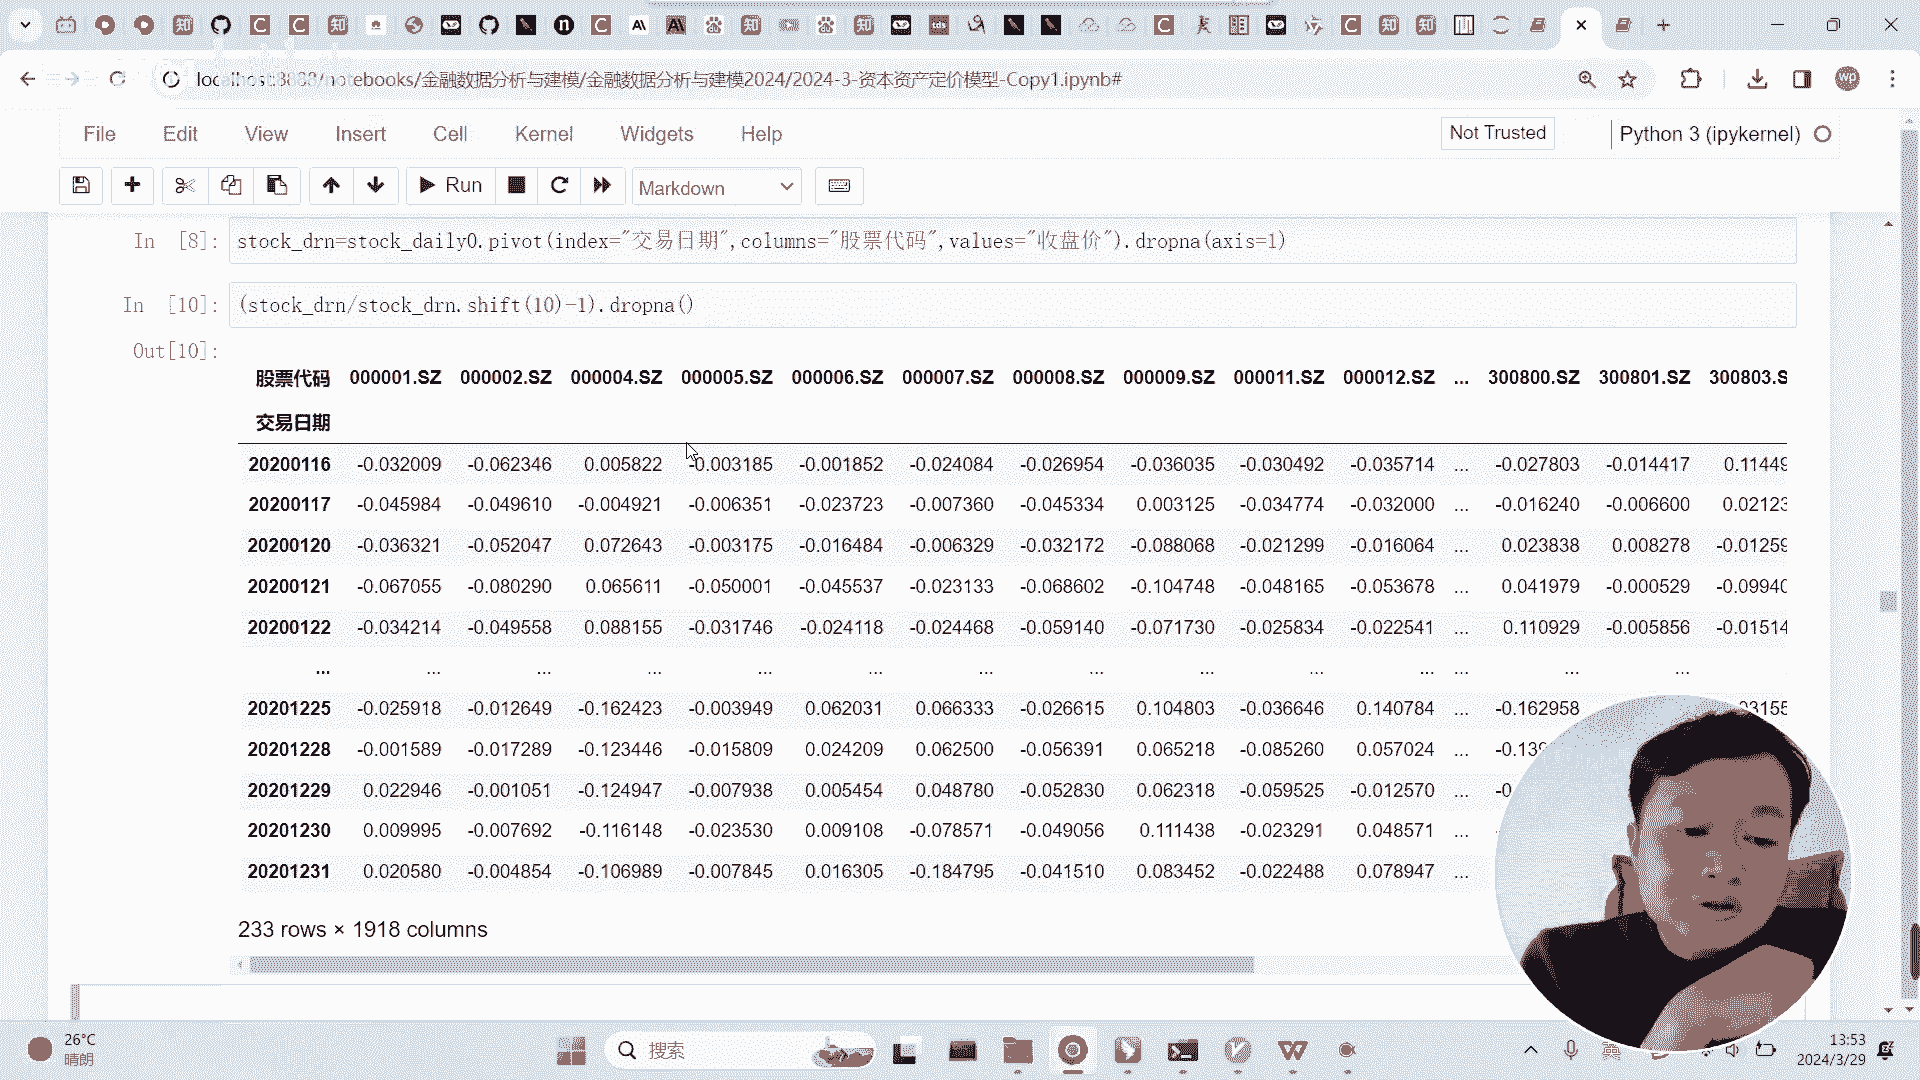 localhost:8888/notebooks/金融数据分析与建模/金融数据分析与建模2024/2024-3-资本资产定价模型-Copy1.ipynb#
File Edit View Insert Cell Kernel Widgets Help
Not Trusted Python 3 (ipykernel)
Run Markdown
In [8]: stock_drn=stock_daily0.pivot(index="交易日期",columns="股票代码",values="收盘价").dropna(axis=1)
In [10]: (stock_drn/stock_drn.shift(10)-1).dropna()
Out[10]:
股票代码 000001.SZ 000002.SZ 000004.SZ 000005.SZ 000006.SZ 000007.SZ 000008.SZ 000009.SZ 000011.SZ 000012.SZ ... 300800.SZ 300801.SZ 300803.S
交易日期
20200116 -0.032009 -0.062346 0.005822 -0.003185 -0.001852 -0.024084 -0.026954 -0.036035 -0.030492 -0.035714 ... -0.027803 -0.014417 0.11449
20200117 -0.045984 -0.049610 -0.004921 -0.006351 -0.023723 -0.007360 -0.045334 0.003125 -0.034774 -0.032000 ... -0.016240 -0.006600 0.02123
20200120 -0.036321 -0.052047 0.072643 -0.003175 -0.016484 -0.006329 -0.032172 -0.088068 -0.021299 -0.016064 ... 0.023838 0.008278 -0.01259
20200121 -0.067055 -0.080290 0.065611 -0.050001 -0.045537 -0.023133 -0.068602 -0.104748 -0.048165 -0.053678 ... 0.041979 -0.000529 -0.09940
20200122 -0.034214 -0.049558 0.088155 -0.031746 -0.024118 -0.024468 -0.059140 -0.071730 -0.025834 -0.022541 ... 0.110929 -0.005856 -0.01514
... ... ... ... ... ... ... ... ... ... ... ... ... ...
20201225 -0.025918 -0.012649 -0.162423 -0.003949 0.062031 0.066333 -0.026615 0.104803 -0.036646 0.140784 ... -0.162958
20201228 -0.001589 -0.017289 -0.123446 -0.015809 0.024209 0.062500 -0.056391 0.065218 -0.085260 0.057024 ...
20201229 0.022946 -0.001051 -0.124947 -0.007938 0.005454 0.048780 -0.052830 0.062318 -0.059525 -0.012570 ...
20201230 0.009995 -0.007692 -0.116148 -0.023530 0.009108 -0.078571 -0.049056 0.111438 -0.023291 0.048571 ...
20201231 0.020580 -0.004854 -0.106989 -0.007845 0.016305 -0.184795 -0.041510 0.083452 -0.022488 0.078947 ...
233 rows × 1918 columns
26°C
晴朗
搜索
英
13:53
2024/3/29